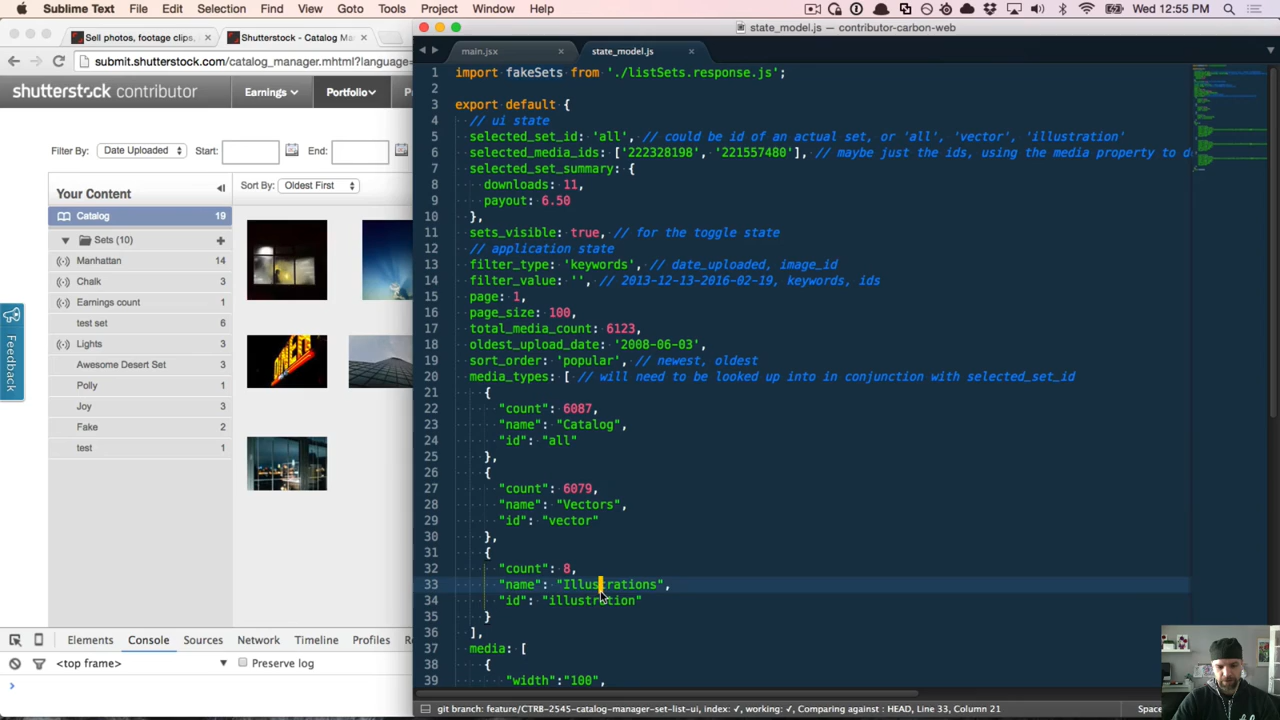 Sublime Text File Edit Selection Find View Goto Tools Project Window Help Wed 12:55 PM
Sell photos, footage clips, × Shutterstock - Catalog Ma ×
state_model.js — contributor-carbon-web
submit.shutterstock.com/catalog_manager.mhtml?language=
main.jsx × state_model.js ×
shutterstock contributor Earnings Portfolio P
Filter By: Date Uploaded Start: End:
Your Content
Sort By: Oldest First
Catalog 19
Sets (10) +
Manhattan 14
Chalk 3
Earnings count 3
test set 6
Lights 3
Awesome Desert Set 3
Polly 3
Joy 3
Fake 2
test 1
Feedback
Elements Console Sources Network Timeline Profiles R
<top frame> Preserve log
>
1 import fakeSets from './listSets.response.js';
2
3 export default {
4 // ui state
5 selected_set_id: 'all', // could be id of an actual set, or 'all', 'vector', 'illustration'
6 selected_media_ids: ['222328198', '221557480'], // maybe just the ids, using the media property to d
7 selected_set_summary: {
8 downloads: 11,
9 payout: 6.50
10 },
11 sets_visible: true, // for the toggle state
12 // application state
13 filter_type: 'keywords', // date_uploaded, image_id
14 filter_value: '', // 2013-12-13-2016-02-19, keywords, ids
15 page: 1,
16 page_size: 100,
17 total_media_count: 6123,
18 oldest_upload_date: '2008-06-03',
19 sort_order: 'popular', // newest, oldest
20 media_types: [ // will need to be looked up into in conjunction with selected_set_id
21 {
22 "count": 6087,
23 "name": "Catalog",
24 "id": "all"
25 },
26 {
27 "count": 6079,
28 "name": "Vectors",
29 "id": "vector"
30 },
31 {
32 "count": 8,
33 "name": "Illustrations",
34 "id": "illustration"
35 }
36 ],
37 media: [
38 {
39 "width":"100",
git branch: feature/CTRB-2545-catalog-manager-set-list-ui, index: ✓, working: ✓, Comparing against : HEAD, Line 33, Column 21 Space